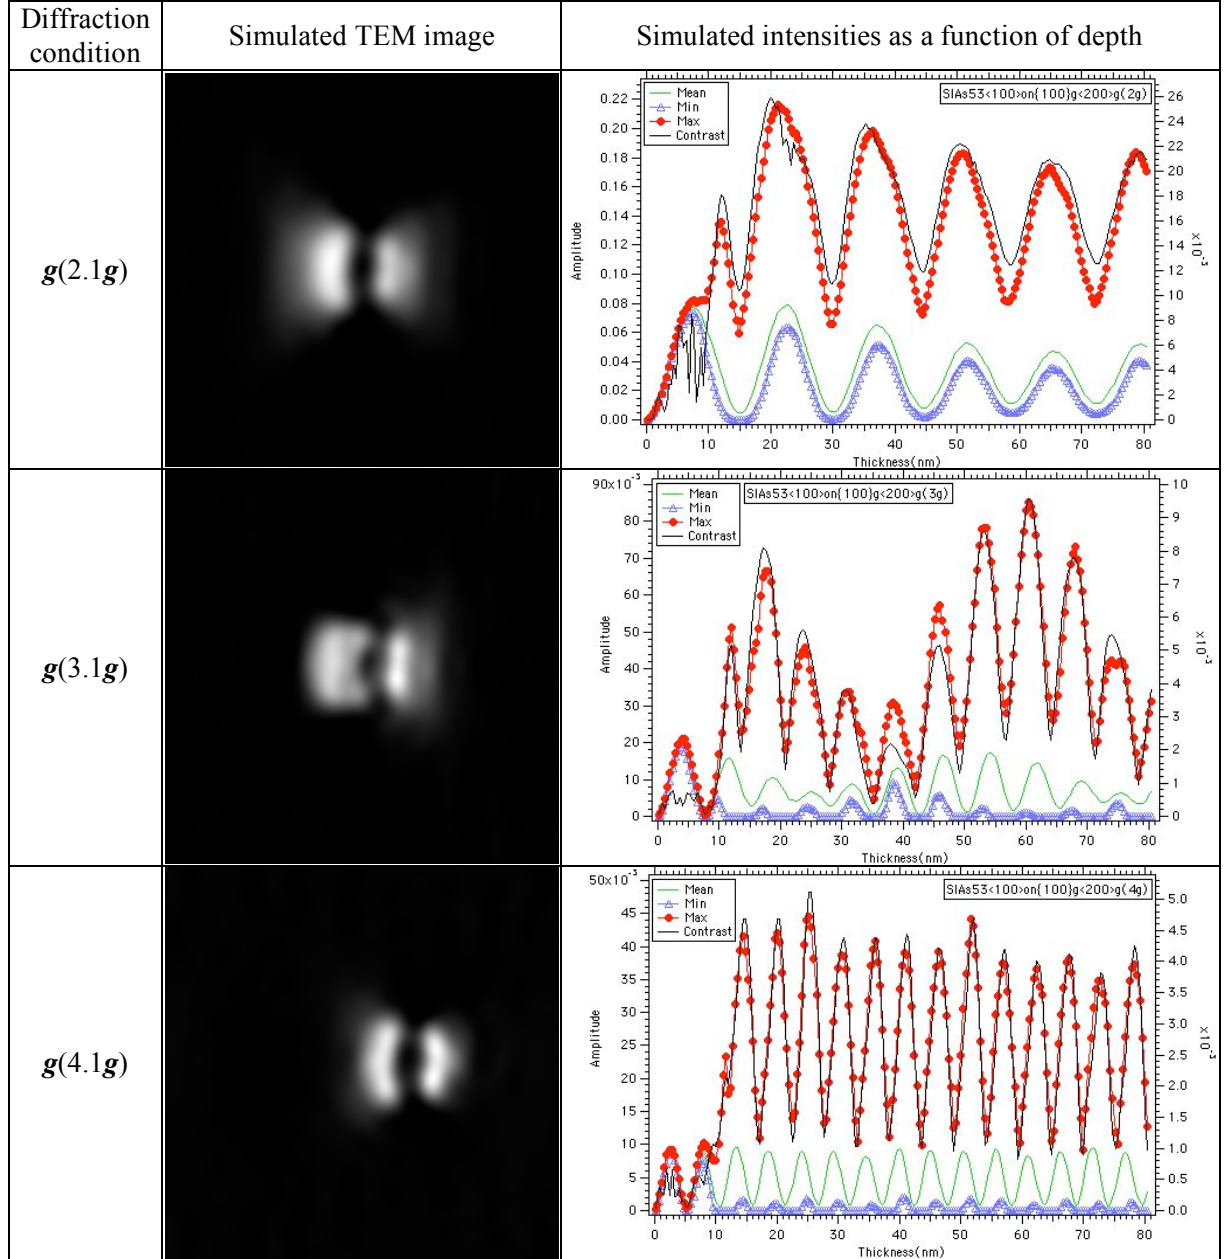 Diffraction
condition
Simulated TEM image
Simulated intensities as a function of depth
g(2.1g)
Mean
Min
Max
Contrast
SIAs53<100>on{100}g<200>g(2g)
0.22
0.20
0.18
0.16
0.14
0.12
0.10
0.08
0.06
0.04
0.02
0.00
Amplitude
26
24
22
20
18
16
14
12
10
8
6
4
2
0
x10⁻³
0 10 20 30 40 50 60 70 80
Thickness(nm)
g(3.1g)
Mean
Min
Max
Contrast
SIAs53<100>on{100}g<200>g(3g)
90x10⁻³
80
70
60
50
40
30
20
10
0
Amplitude
10
9
8
7
6
5
4
3
2
1
0
x10⁻³
0 10 20 30 40 50 60 70 80
Thickness(nm)
g(4.1g)
Mean
Min
Max
Contrast
SIAs53<100>on{100}g<200>g(4g)
50x10⁻³
45
40
35
30
25
20
15
10
5
0
Amplitude
5.0
4.5
4.0
3.5
3.0
2.5
2.0
1.5
1.0
0.5
0.0
x10⁻³
0 10 20 30 40 50 60 70 80
Thickness(nm)